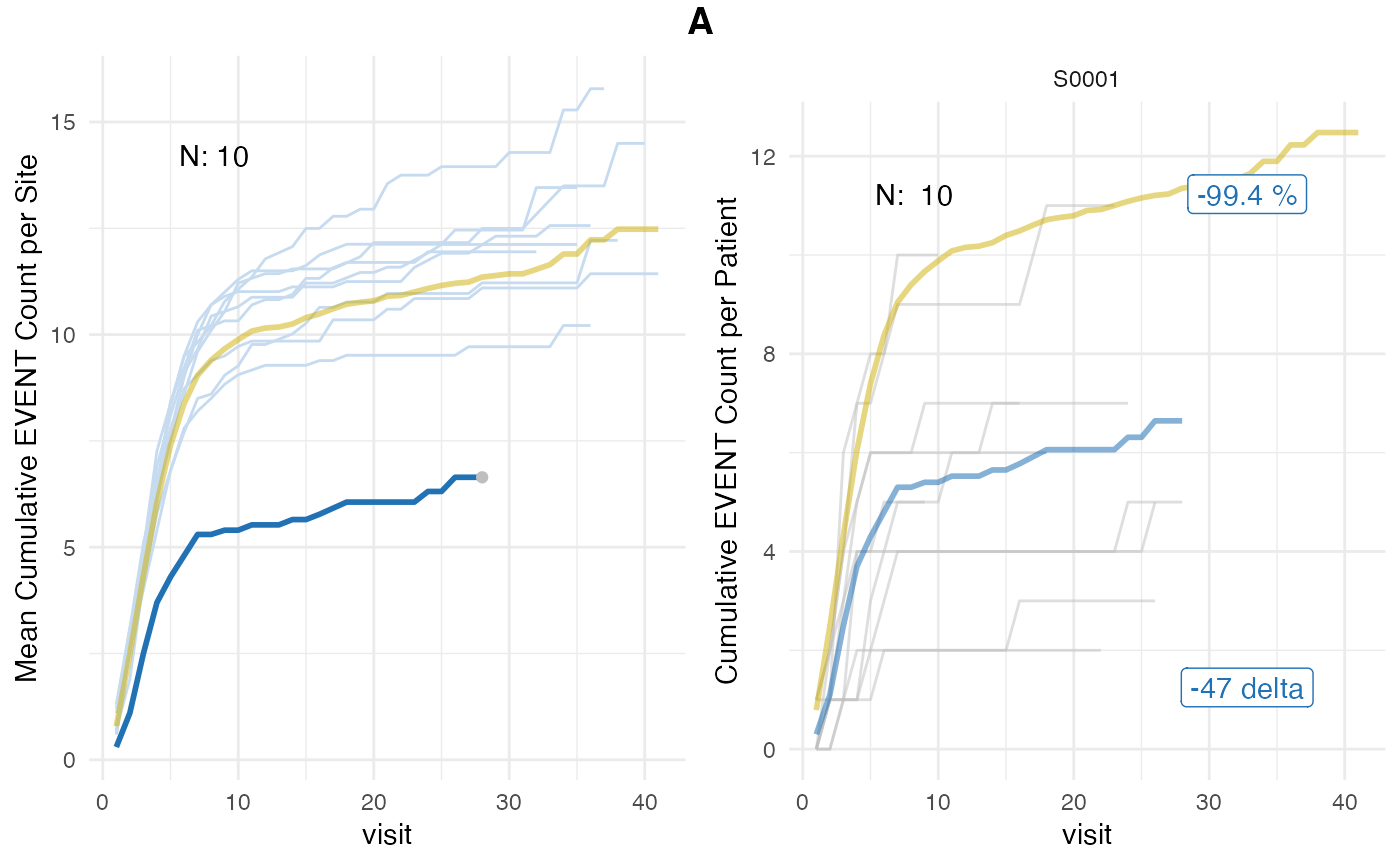 A
Mean Cumulative EVENT Count per Site
15
10
5
0
N: 10
0 10 20 30 40
visit
S0001
Cumulative EVENT Count per Patient
12
8
4
0
N:  10
-99.4 %
-47 delta
0 10 20 30 40
visit